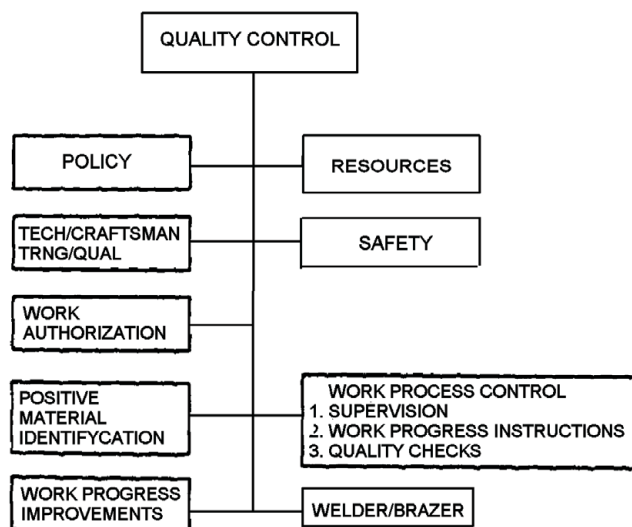 QUALITY CONTROL
POLICY
RESOURCES
TECH/CRAFTSMAN
TRNG/QUAL
SAFETY
WORK
AUTHORIZATION
POSITIVE
MATERIAL
IDENTIFYCATION
WORK PROCESS CONTROL
1. SUPERVISION
2. WORK PROGRESS INSTRUCTIONS
3. QUALITY CHECKS
WORK PROGRESS
IMPROVEMENTS
WELDER/BRAZER